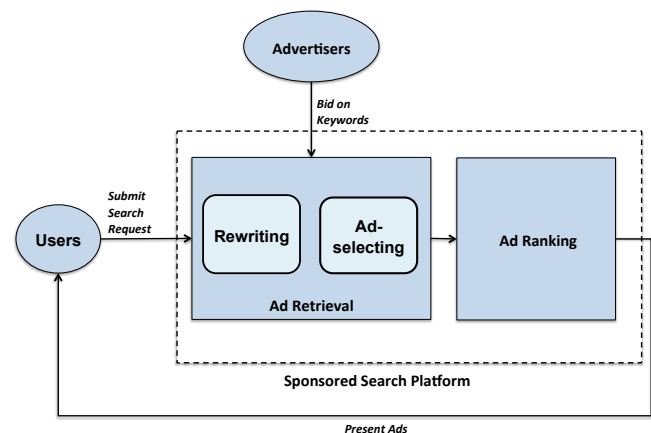 Advertisers
Bid on
Keywords
Submit
Search
Request
Users
Rewriting
Ad-
selecting
Ad Retrieval
Ad Ranking
Sponsored Search Platform
Present Ads